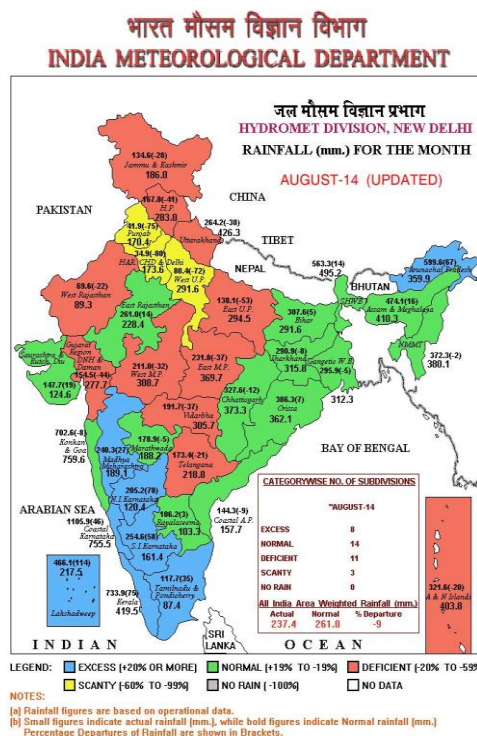 भारत मौसम विज्ञान विभाग
INDIA METEOROLOGICAL DEPARTMENT
जल मौसम विज्ञान प्रभाग
HYDROMET DIVISION, NEW DELHI
RAINFALL (mm.) FOR THE MONTH
AUGUST-14 (UPDATED)
134.6(-28)
Jammu & Kashmir
186.0
CHINA
PAKISTAN
167.8(-41)
H.P.
283.8
41.9(-75)
Punjab
170.4
264.2(-38)
Uttarakhand
426.3
TIBET
34.9(-80)
HAR. CHD & Delhi
173.6
NEPAL
563.3(14)
495.2
SHWB
BHUTAN
599.6(67)
Arunachal Pradesh
359.9
80.4(-72)
West U.P.
291.6
69.6(-22)
West Rajasthan
89.3
East Rajasthan
261.0(14)
228.4
138.1(-53)
East U.P.
294.5
307.6(5)
Bihar
291.6
474.1(16)
Assam & Meghalaya
410.3
NMMT
372.3(-2)
380.1
Gujarat
Region
DNH &
Daman
154.5(-44)
277.7
Saurashtra &
Kutch, Diu
147.7(19)
124.6
211.0(-32)
West M.P.
308.7
231.8(-37)
East M.P.
369.7
290.9(-8)
Jharkhand
315.8
Gangetic W.B
295.9(-5)
312.3
327.6(-12)
Chhattisgarh
373.3
386.3(7)
Orissa
362.1
191.7(-37)
Vidarbha
305.7
702.6(-8)
Konkan
& Goa
759.6
240.3(27)
Madhya
Maharashtra
189.1
178.9(-5)
Marathwada
188.2
173.4(-21)
Telangana
218.8
BAY OF BENGAL
ARABIAN SEA
205.2(70)
N.I.Karnataka
120.4
1105.9(46)
Coastal
Karnataka
755.5
106.2(3)
Rayalaseema
103.3
144.3(-9)
Coastal A.P.
157.7
254.6(58)
S.I.Karnataka
161.4
466.1(114)
217.5
Lakshadweep
733.9(75)
Kerala
419.5
117.7(35)
Tamilnadu &
Pondicherry
87.4
CATEGORYWISE NO. OF SUBDIVISIONS
"AUGUST-14
EXCESS 8
NORMAL 14
DEFICIENT 11
SCANTY 3
NO RAIN 0
All India Area Weighted Rainfall (mm.)
Actual Normal % Departure
237.4 261.0 -9
321.6(-20)
A & N Islands
403.8
SRI
LANKA
INDIAN OCEAN
LEGEND: EXCESS (+20% OR MORE) NORMAL (+19% TO -19%) DEFICIENT (-20% TO -59%
SCANTY (-60% TO -99%) NO RAIN (-100%) NO DATA
NOTES:
(a) Rainfall figures are based on operational data.
(b) Small figures indicate actual rainfall (mm.), while bold figures indicate Normal rainfall (mm.)
Percentage Departures of Rainfall are shown in Brackets.